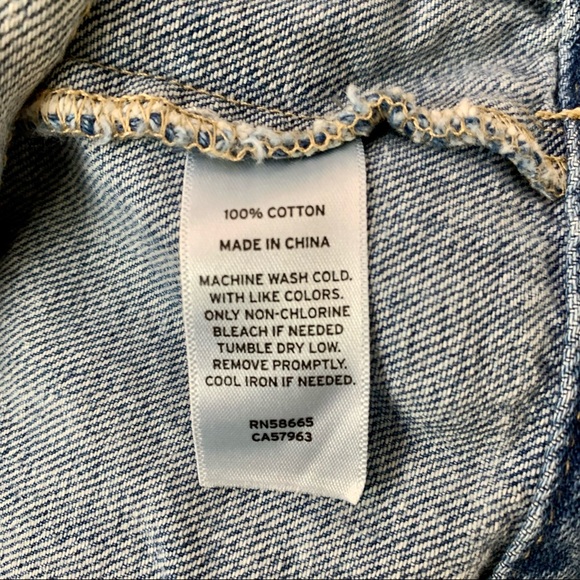 100% COTTON
MADE IN CHINA
MACHINE WASH COLD.
WITH LIKE COLORS.
ONLY NON-CHLORINE
BLEACH IF NEEDED
TUMBLE DRY LOW.
REMOVE PROMPTLY.
COOL IRON IF NEEDED.
RN58665
CA57963